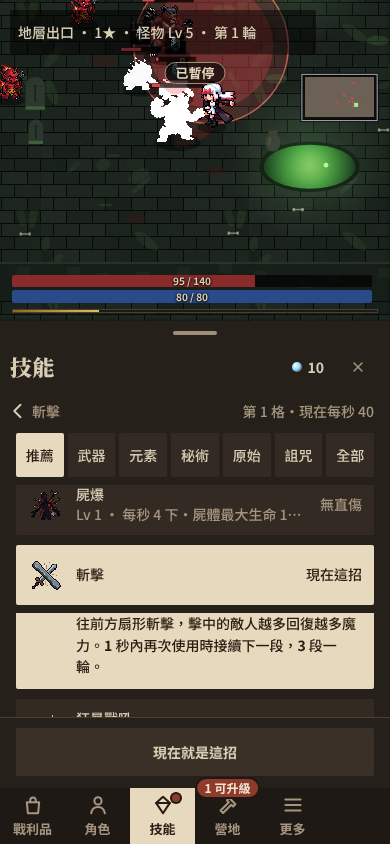 地層出口 · 1★ · 怪物 Lv 5 · 第 1 輪
已暫停
95 / 140
80 / 80
技能
10
×
斬擊
第 1 格 · 現在每秒 40
推薦
武器
元素
秘術
原始
詛咒
全部
屍爆
Lv 1 · 每秒 4 下 · 屍體最大生命 1⋯
無直傷
斬擊
現在這招
往前方扇形斬擊，擊中的敵人越多回復越多魔
力。1 秒內再次使用時接續下一段，3 段一
輪。
現在就是這招
1 可升級
戰利品
角色
技能
營地
更多